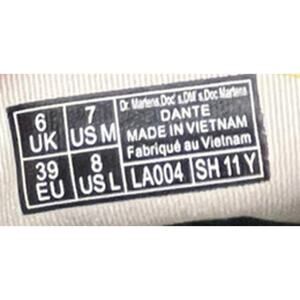 6 UK
7 US M
39 EU
8 US L
Dr. Martens.Doc's.DM's.Doc Martens
DANTE
MADE IN VIETNAM
Fabriqué au Vietnam
LA004
SH 11 Y